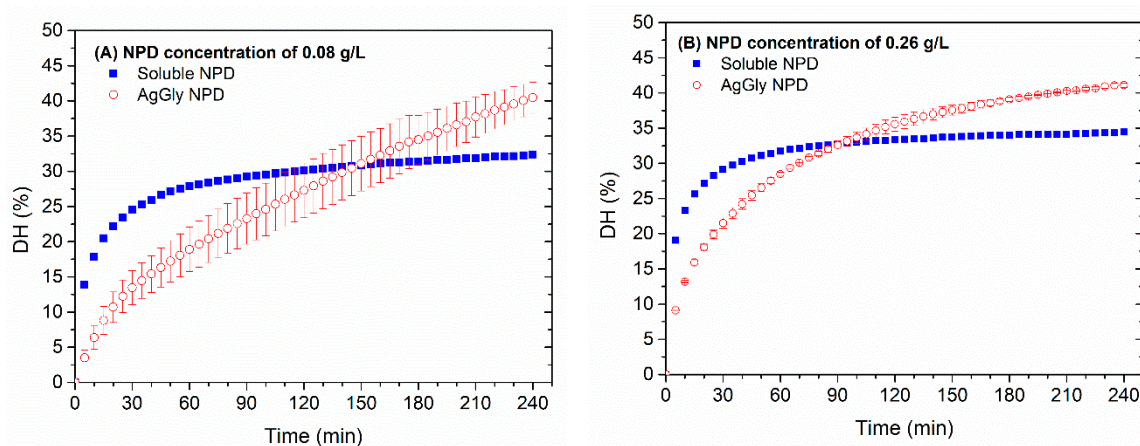 (A) NPD concentration of 0.08 g/L
Soluble NPD
AgGly NPD
DH (%)
50
45
40
35
30
25
20
15
10
5
0
0 30 60 90 120 150 180 210 240
Time (min)
(B) NPD concentration of 0.26 g/L
Soluble NPD
AgGly NPD
DH (%)
50
45
40
35
30
25
20
15
10
5
0
0 30 60 90 120 150 180 210 240
Time (min)